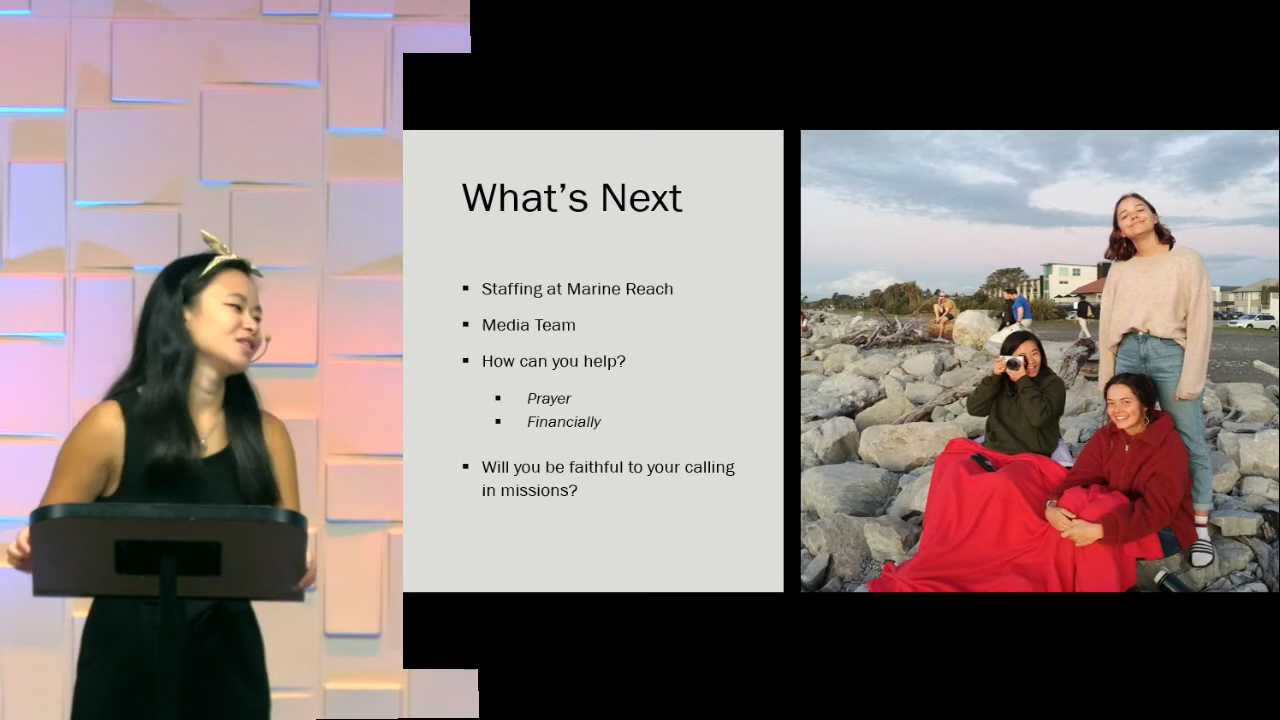 What’s Next
▪ Staffing at Marine Reach
▪ Media Team
▪ How can you help?
▪ Prayer
▪ Financially
▪ Will you be faithful to your calling
in missions?